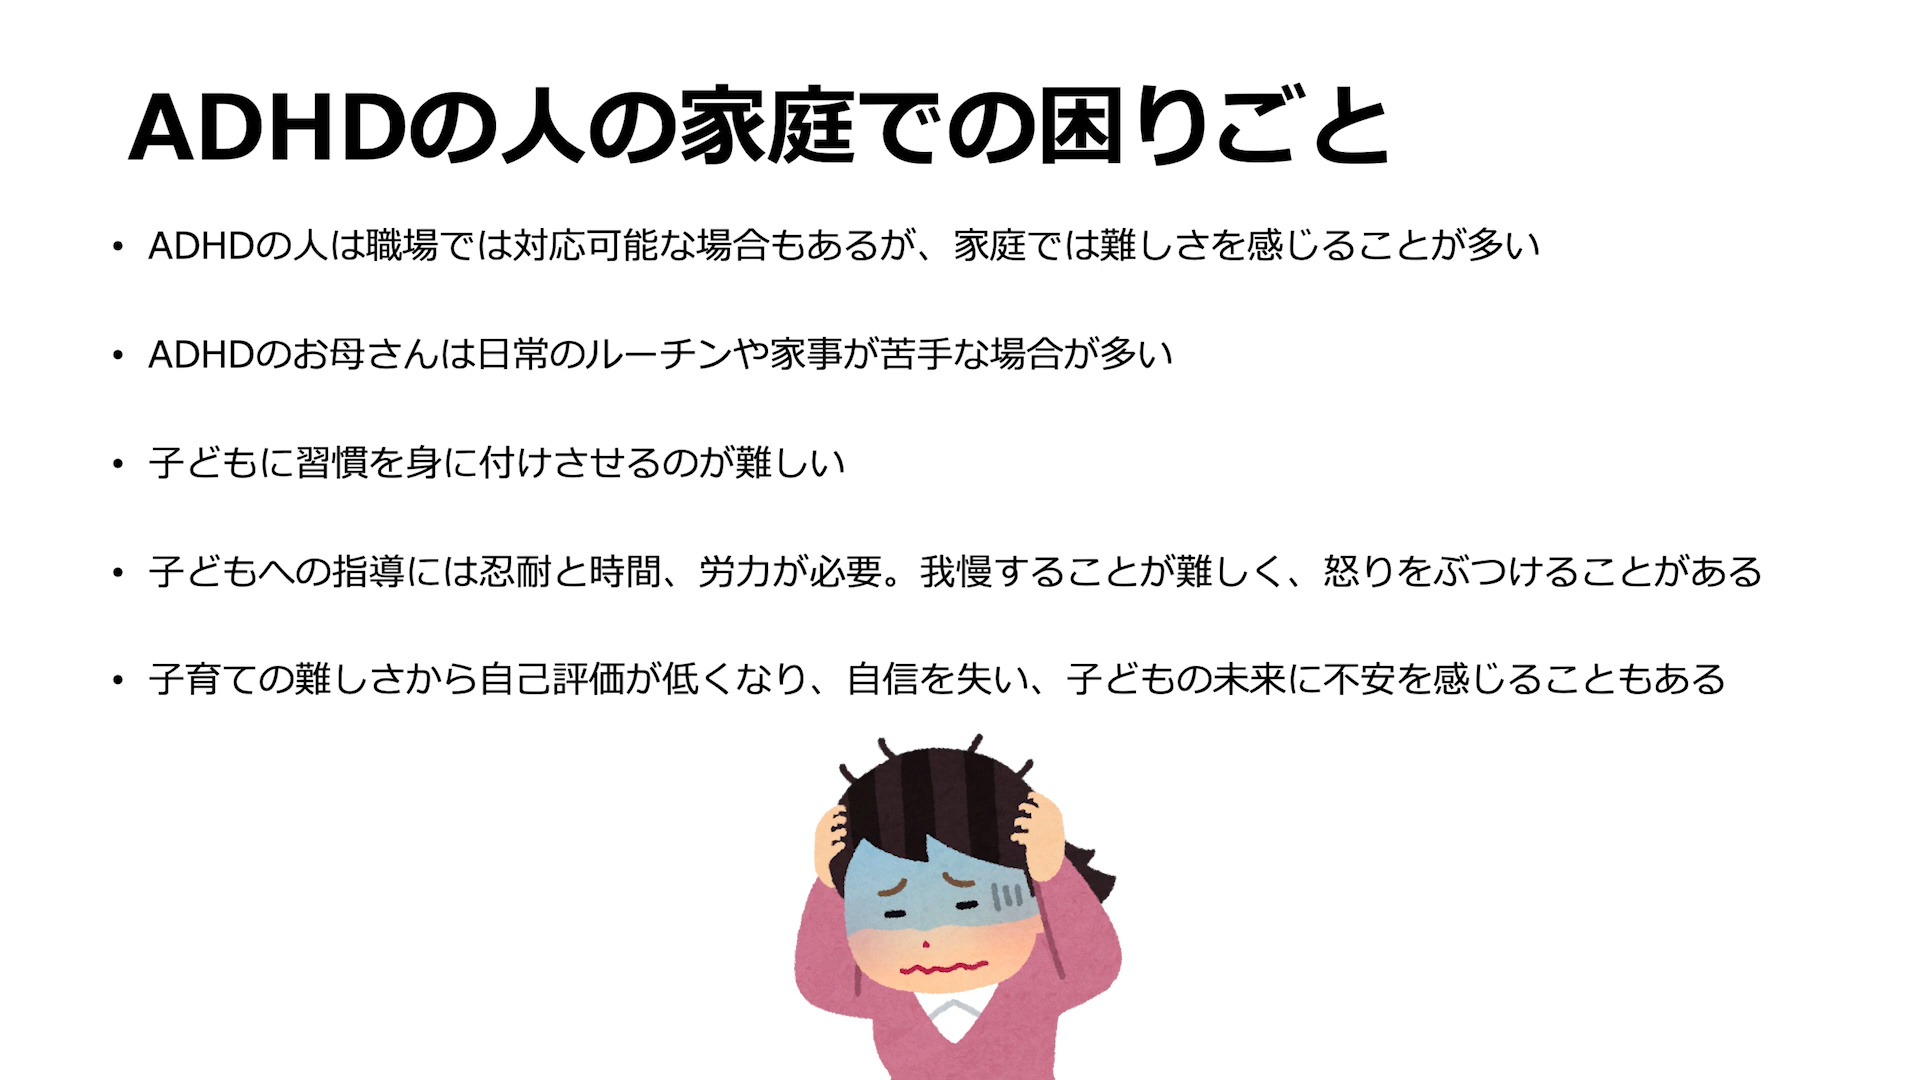 ADHDの人の家庭での困りごと
• ADHDの人は職場では対応可能な場合もあるが、家庭では難しさを感じることが多い
• ADHDのお母さんは日常のルーチンや家事が苦手な場合が多い
• 子どもに習慣を身に付けさせるのが難しい
• 子どもへの指導には忍耐と時間、労力が必要。我慢することが難しく、怒りをぶつけることがある
• 子育ての難しさから自己評価が低くなり、自信を失い、子どもの未来に不安を感じることもある